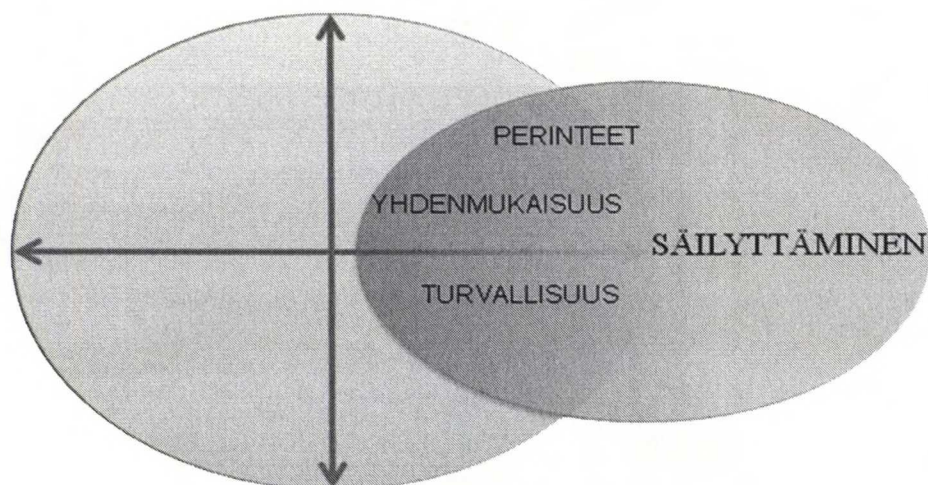 PERINTEET
YHDENMUKAISUUS
SÄILYTTÄMINEN
TURVALLISUUS